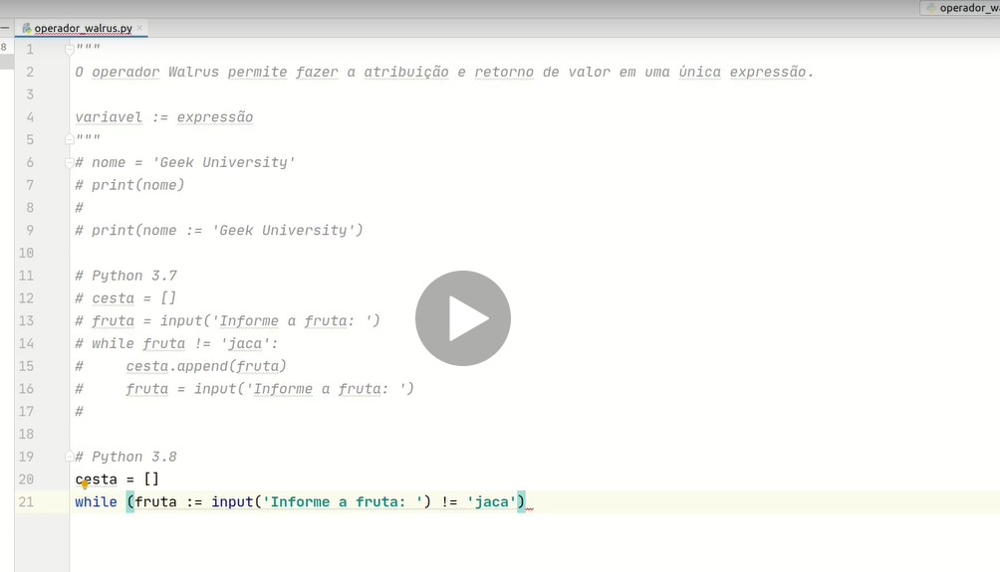 operador_wa
operador_walrus.py
8
1 """
2 O operador Walrus permite fazer a atribuição e retorno de valor em uma única expressão.
3
4 variavel := expressão
5 """
6 # nome = 'Geek University'
7 # print(nome)
8 #
9 # print(nome := 'Geek University')
10
11 # Python 3.7
12 # cesta = []
13 # fruta = input('Informe a fruta: ')
14 # while fruta != 'jaca':
15 #     cesta.append(fruta)
16 #     fruta = input('Informe a fruta: ')
17 #
18
19 # Python 3.8
20 cesta = []
21 while (fruta := input('Informe a fruta: ') != 'jaca')